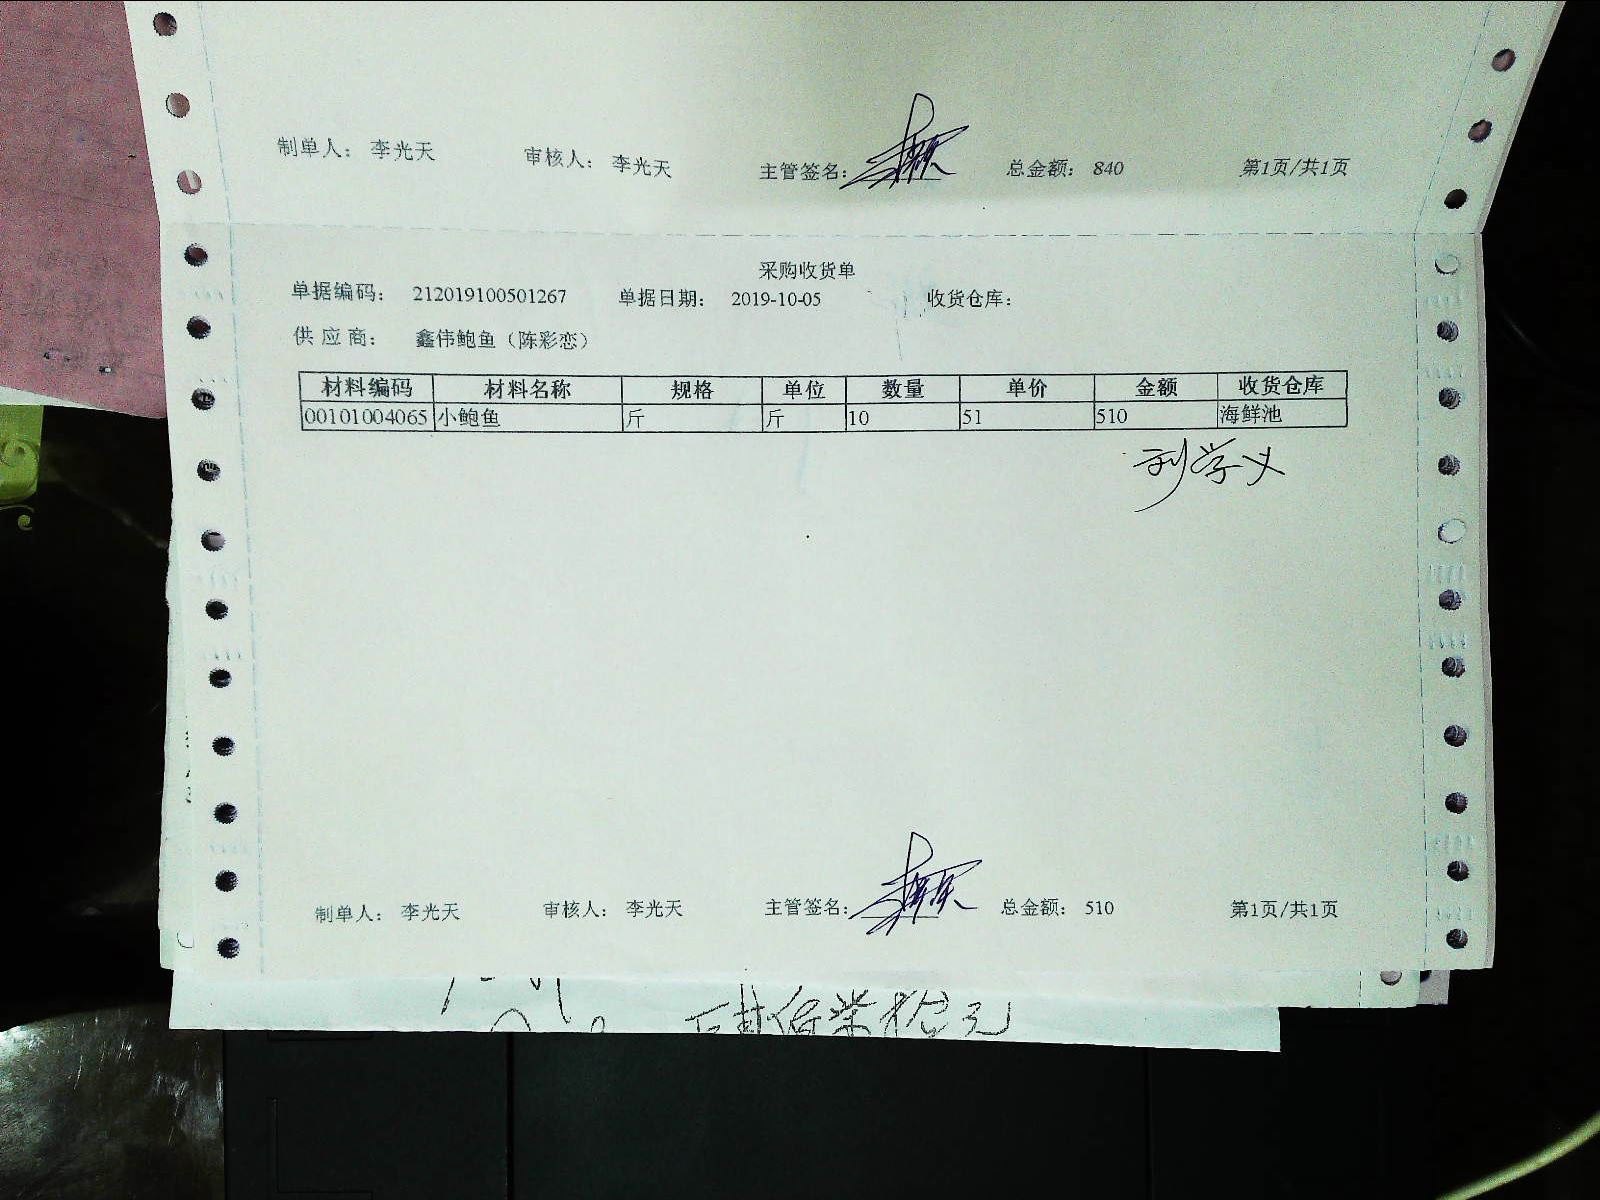 制单人： 李光天 审核人： 李光天 主管签名： 总金额： 840 第1页/共1页
采购收货单
单据编码： 212019100501267 单据日期： 2019-10-05 收货仓库：
供 应 商： 鑫伟鲍鱼（陈彩恋）
材料编码 材料名称 规格 单位 数量 单价 金额 收货仓库
00101004065 小鲍鱼 斤 斤 10 51 510 海鲜池
刘学义
制单人： 李光天 审核人： 李光天 主管签名： 总金额： 510 第1页/共1页